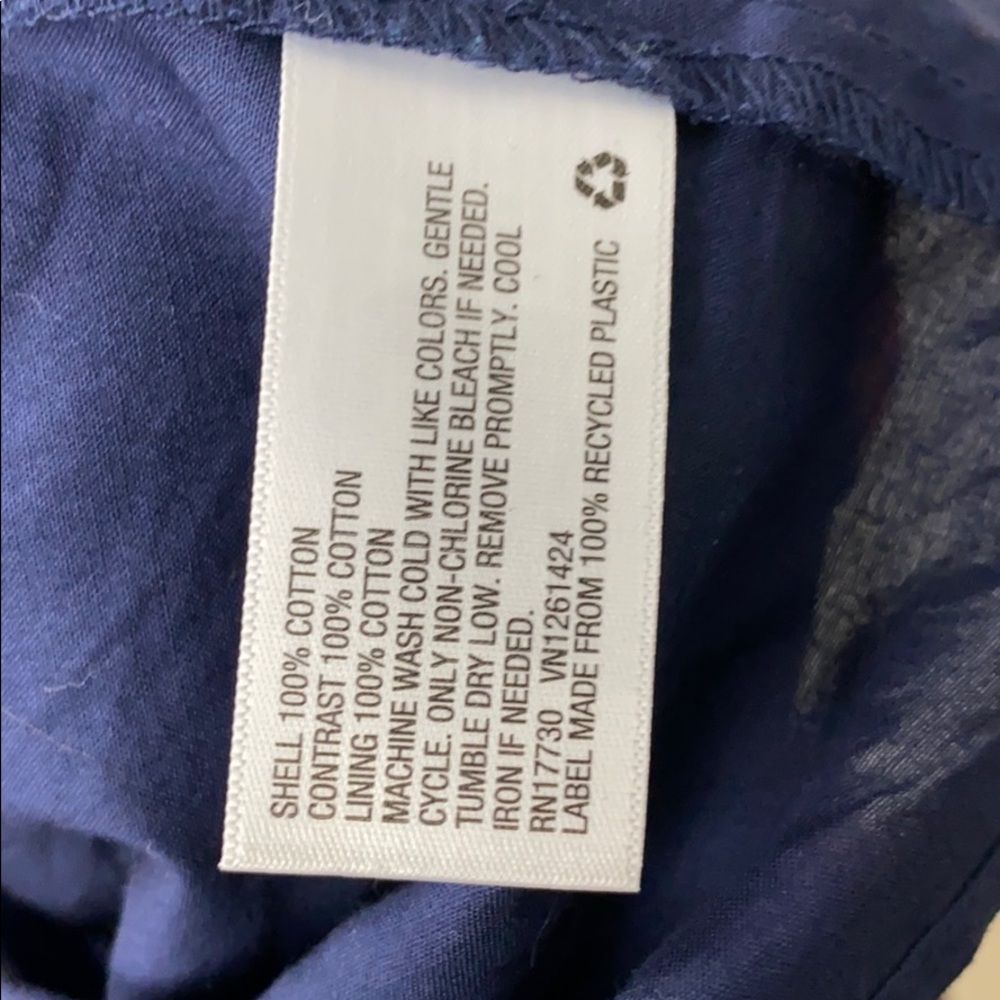 SHELL 100% COTTON
CONTRAST 100% COTTON
LINING 100% COTTON
MACHINE WASH COLD WITH LIKE COLORS. GENTLE
CYCLE. ONLY NON-CHLORINE BLEACH IF NEEDED.
TUMBLE DRY LOW. REMOVE PROMPTLY. COOL
IRON IF NEEDED.
RN17730 VN1261424
LABEL MADE FROM 100% RECYCLED PLASTIC